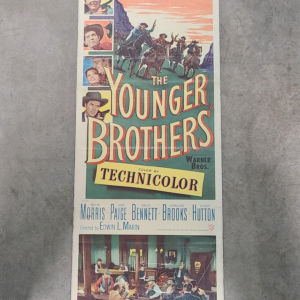 THE
YOUNGER
BROTHERS
WARNER
BROS.
COLOR BY
TECHNICOLOR
MORRIS PAIGE BENNETT BROOKS HUTTON
Directed by EDWIN L. MARIN